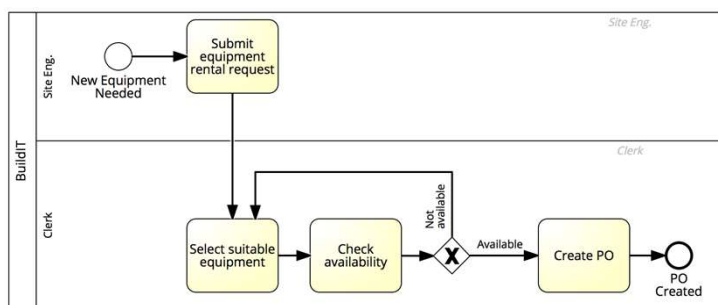 Site Eng.
Submit
equipment
rental request
New Equipment
Needed
Site Eng.
BuildIT
Clerk
Clerk
Not
available
Select suitable
equipment
Check
availability
X
Available
Create PO
PO
Created